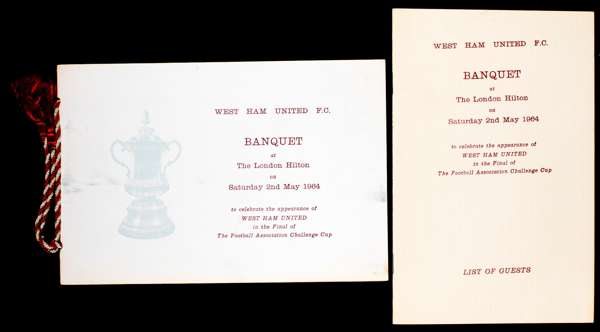 WEST HAM UNITED F.C.
BANQUET
at
The London Hilton
on
Saturday 2nd May 1964
to celebrate the appearance of
WEST HAM UNITED
in the Final of
The Football Association Challenge Cup
WEST HAM UNITED F.C.
BANQUET
at
The London Hilton
on
Saturday 2nd May 1964
to celebrate the appearance of
WEST HAM UNITED
in the Final of
The Football Association Challenge Cup
LIST OF GUESTS